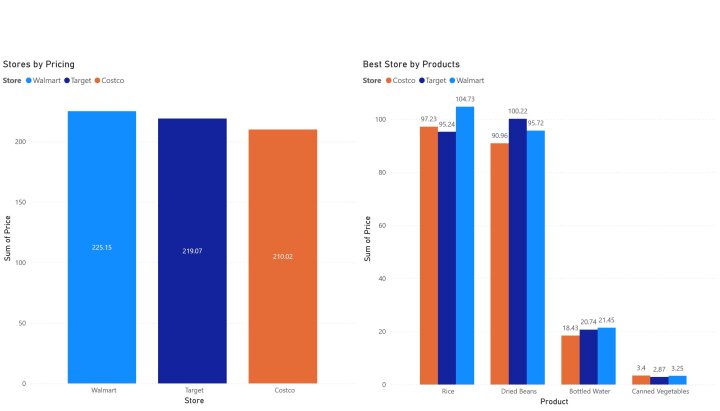 Stores by Pricing
Store Walmart Target Costco
Sum of Price
200
150
100
50
0
225.15
219.07
210.02
Walmart Target Costco
Store
Best Store by Products
Store Costco Target Walmart
Sum of Price
100
80
60
40
20
0
97.23 95.24 104.73
90.96 100.22 95.72
18.43 20.74 21.45
3.4 2.87 3.25
Rice Dried Beans Bottled Water Canned Vegetables
Product